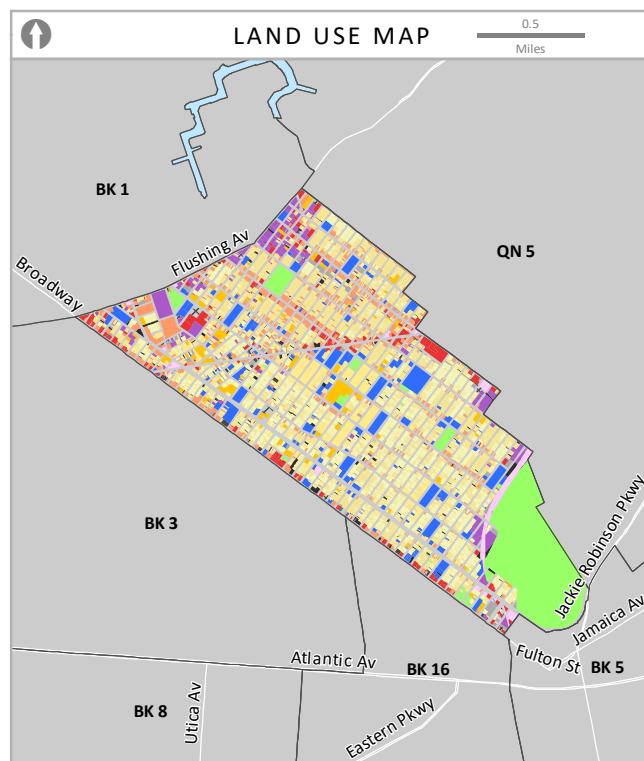 LAND USE MAP
0.5
Miles
BK 1
QN 5
Flushing Av
Broadway
BK 3
Jackie Robinson Pkwy
Jamaica Av
Fulton St
Atlantic Av
BK 16
BK 5
Utica Av
BK 8
Eastern Pkwy